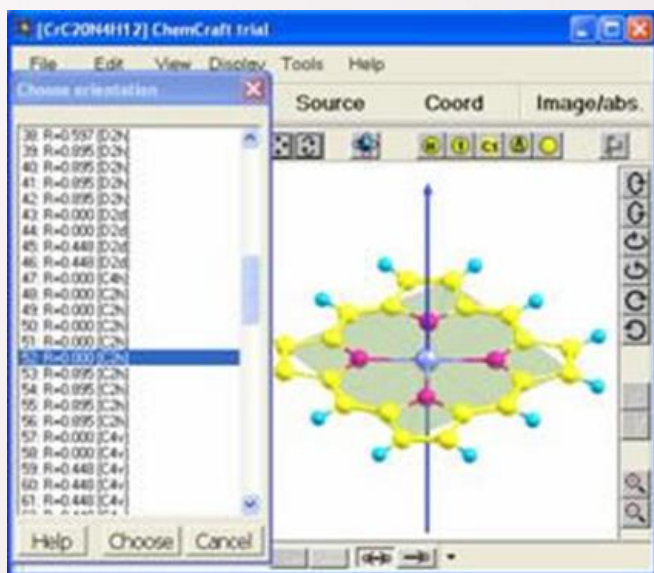 [CrC20N4H12] ChemCraft trial
File Edit View Display Tools Help
Choose orientation
Source Coord Image/abs.
38: R=0.597 [D2h]
39: R=0.895 [D2h]
40: R=0.895 [D2h]
41: R=0.895 [D2h]
42: R=0.895 [D2h]
43: R=0.000 [D2d]
44: R=0.000 [D2d]
45: R=0.448 [D2d]
46: R=0.448 [D2d]
47: R=0.000 [C4h]
48: R=0.000 [C2h]
49: R=0.000 [C2h]
50: R=0.000 [C2h]
51: R=0.000 [C2h]
52: R=0.000 [C2h]
53: R=0.895 [C2h]
54: R=0.895 [C2h]
55: R=0.895 [C2h]
56: R=0.895 [C2h]
57: R=0.000 [C4v]
58: R=0.000 [C4v]
59: R=0.448 [C4v]
60: R=0.448 [C4v]
61: R=0.448 [C4v]
Help Choose Cancel